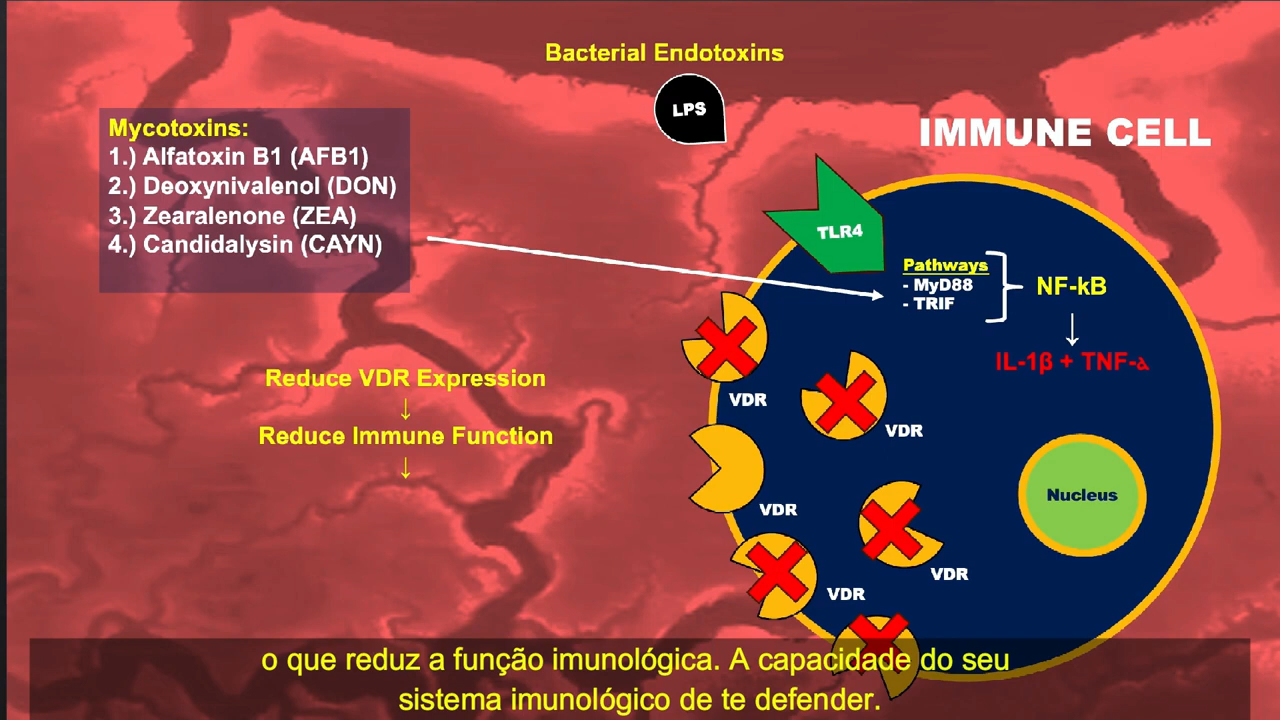 Bacterial Endotoxins
LPS
IMMUNE CELL
Mycotoxins:
1.) Alfatoxin B1 (AFB1)
2.) Deoxynivalenol (DON)
3.) Zearalenone (ZEA)
4.) Candidalysin (CAYN)
TLR4
Pathways
- MyD88
- TRIF
NF-kB
↓
IL-1β + TNF-a
Reduce VDR Expression
↓
Reduce Immune Function
↓
VDR
VDR
VDR
VDR
VDR
Nucleus
o que reduz a função imunológica. A capacidade do seu
sistema imunológico de te defender.